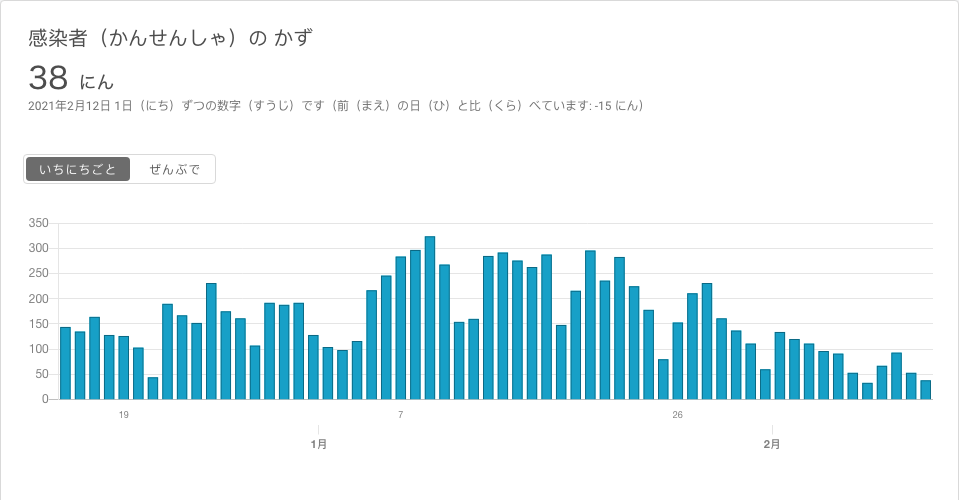 感染者（かんせんしゃ）の かず
38 にん
2021年2月12日 1日（にち）ずつの数字（すうじ）です（前（まえ）の日（ひ）と比（くら）べています: -15 にん）
いちにちごと ぜんぶで
350
300
250
200
150
100
50
0
19 7 26
1月 2月